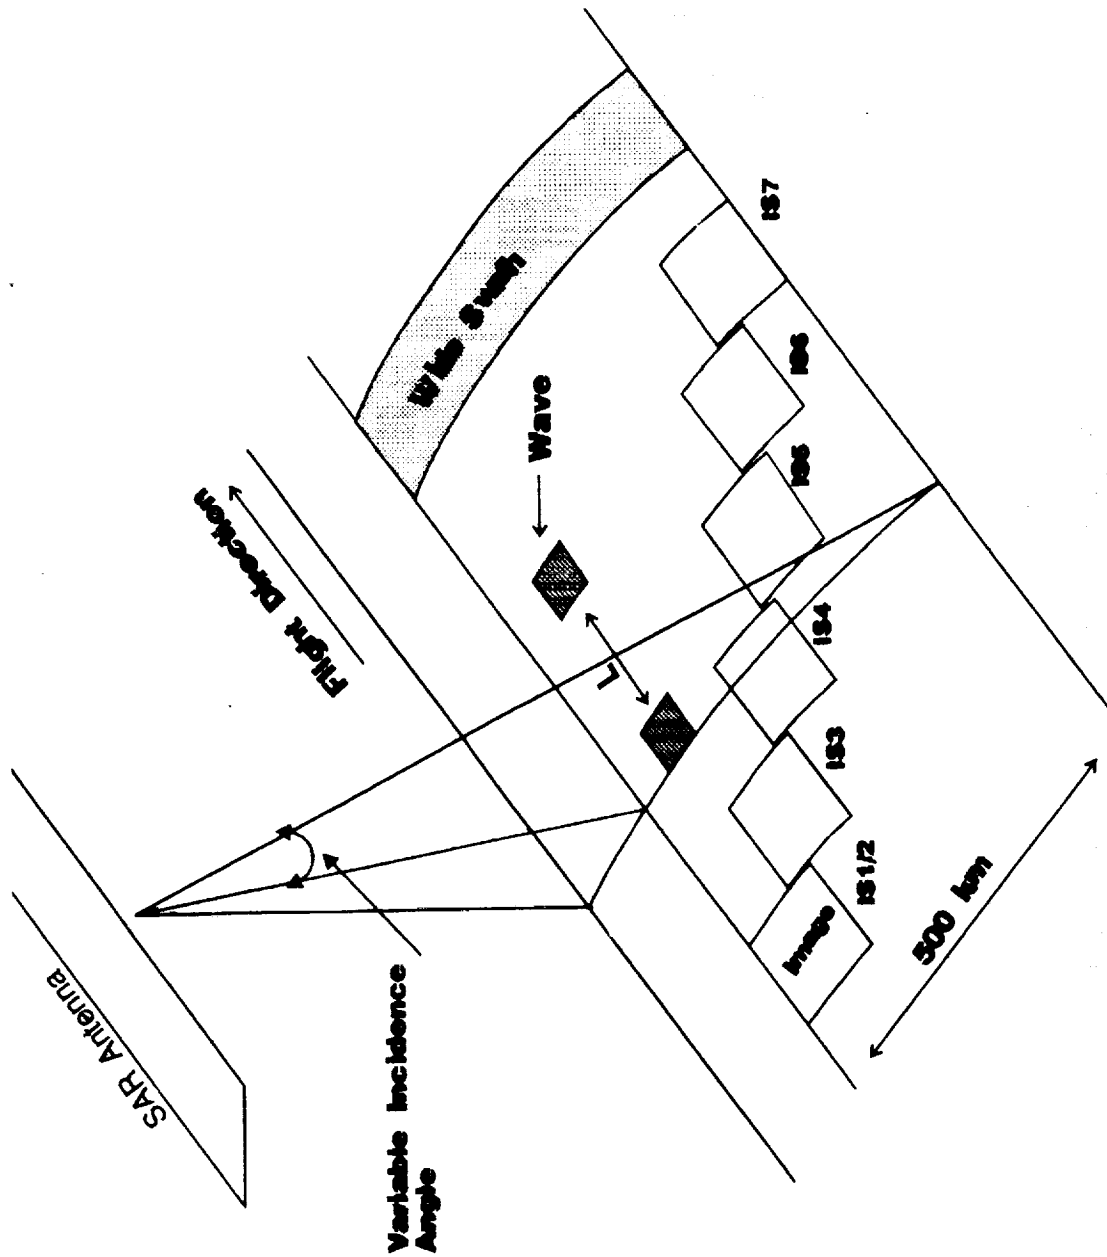 SAR Antenna
Flight Direction
Wide Swath
Variable Incidence
Angle
Wave
L
Image
IS1/2
IS3
IS4
IS5
IS6
IS7
500 km